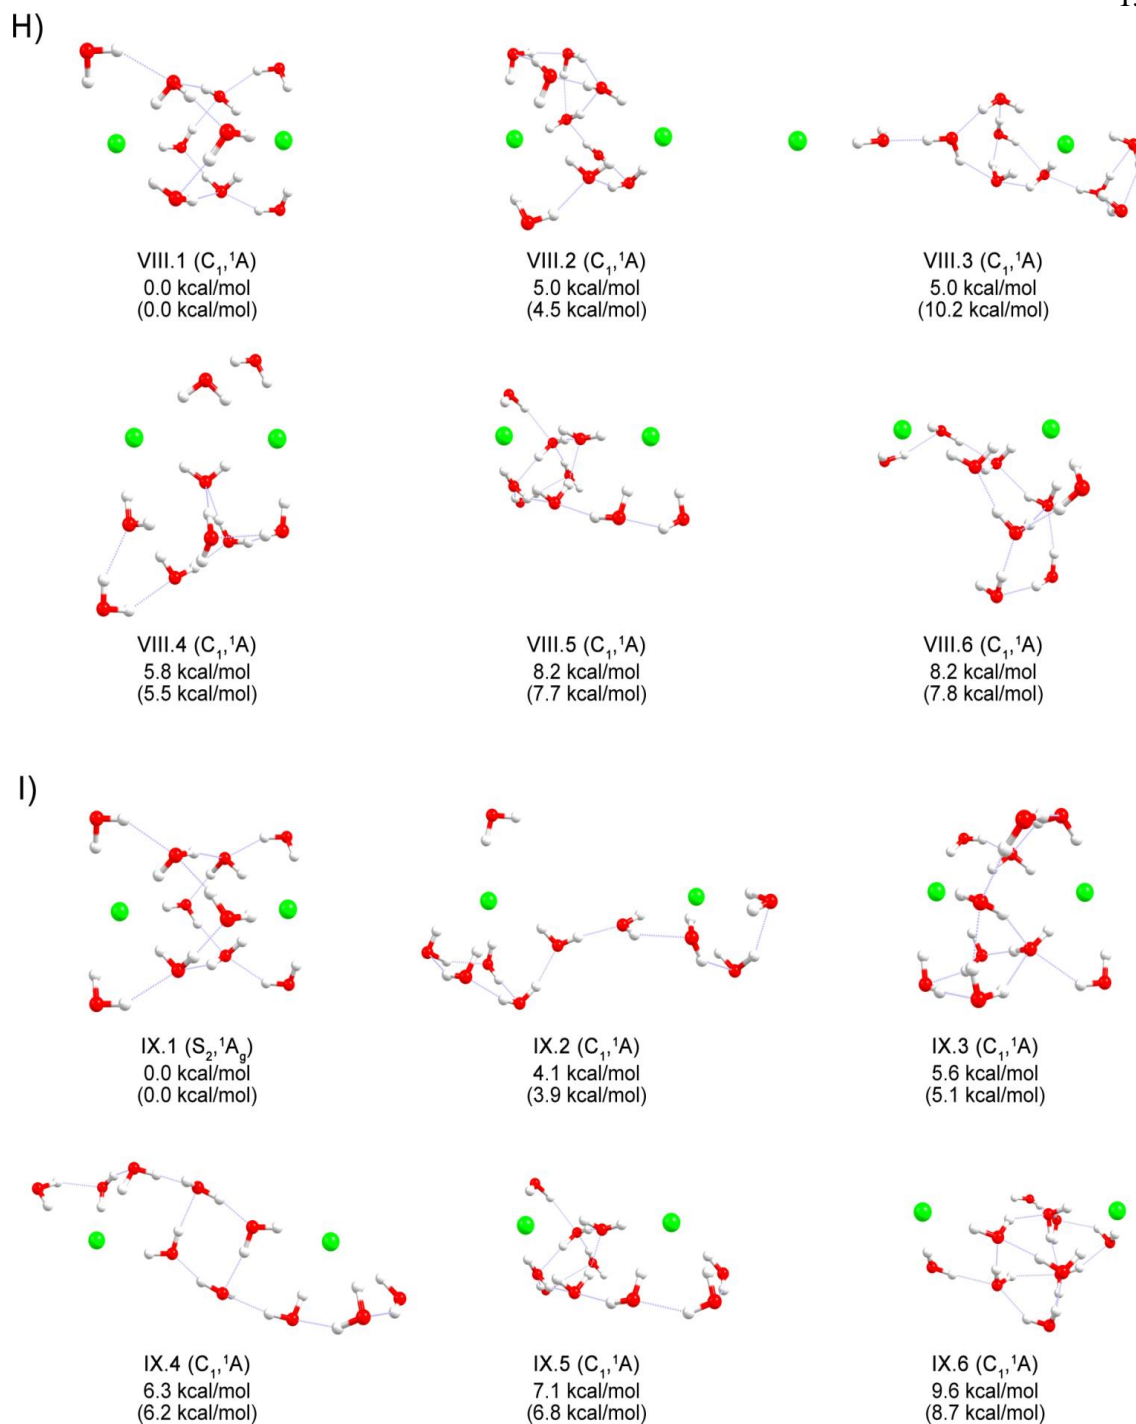 H)
VIII.1 (C₁,¹A)
0.0 kcal/mol
(0.0 kcal/mol)
VIII.2 (C₁,¹A)
5.0 kcal/mol
(4.5 kcal/mol)
VIII.3 (C₁,¹A)
5.0 kcal/mol
(10.2 kcal/mol)
VIII.4 (C₁,¹A)
5.8 kcal/mol
(5.5 kcal/mol)
VIII.5 (C₁,¹A)
8.2 kcal/mol
(7.7 kcal/mol)
VIII.6 (C₁,¹A)
8.2 kcal/mol
(7.8 kcal/mol)
I)
IX.1 (S₂,¹A_g)
0.0 kcal/mol
(0.0 kcal/mol)
IX.2 (C₁,¹A)
4.1 kcal/mol
(3.9 kcal/mol)
IX.3 (C₁,¹A)
5.6 kcal/mol
(5.1 kcal/mol)
IX.4 (C₁,¹A)
6.3 kcal/mol
(6.2 kcal/mol)
IX.5 (C₁,¹A)
7.1 kcal/mol
(6.8 kcal/mol)
IX.6 (C₁,¹A)
9.6 kcal/mol
(8.7 kcal/mol)